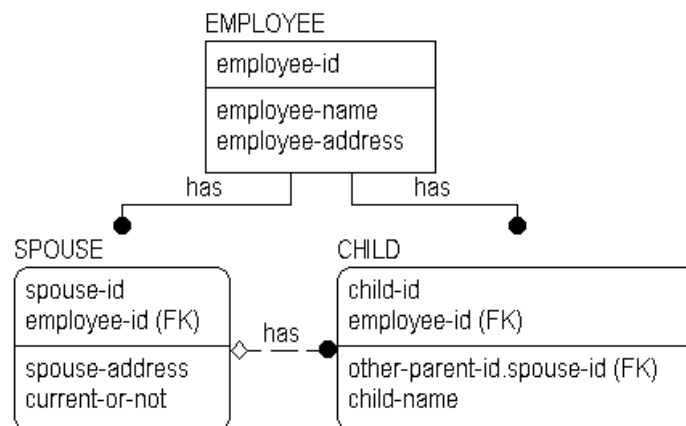 EMPLOYEE
employee-id
employee-name
employee-address
has
has
SPOUSE
spouse-id
employee-id (FK)
spouse-address
current-or-not
has
CHILD
child-id
employee-id (FK)
other-parent-id.spouse-id (FK)
child-name